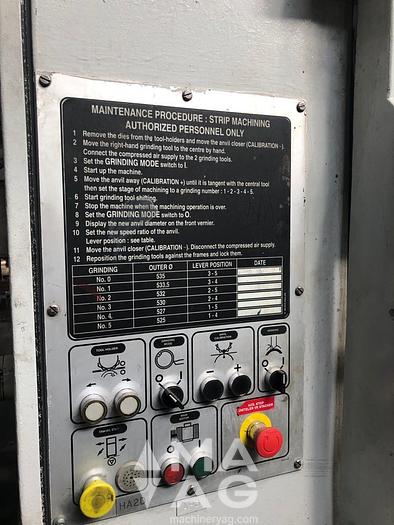 MAINTENANCE PROCEDURE : STRIP MACHINING
AUTHORIZED PERSONNEL ONLY
1 Remove the dies from the tool-holders and move the anvil closer (CALIBRATION -).
2 Move the right-hand grinding tool to the centre by hand.
Connect the compressed air supply to the 2 grinding tools.
3 Set the GRINDING MODE switch to I.
4 Start up the machine.
5 Move the anvil away (CALIBRATION +) until it is tangent with the central tool
then set the stage of machining to a grinding number : 1 - 2 - 3 - 4 - 5.
6 Start grinding tool shifting.
7 Stop the machine when the machining operation is over.
8 Set the GRINDING MODE switch to O.
9 Display the new anvil diameter on the front vernier.
10 Set the new speed ratio of the anvil.
Lever position : see table.
11 Move the anvil closer (CALIBRATION -). Disconnect the compressed air supply.
12 Reposition the grinding tools against the frames and lock them.
GRINDING OUTER Ø LEVER POSITION DATE
No. 0 535 3 - 5
No. 1 533.5 3 - 4
No. 2 532 2 - 5
No. 3 530 2 - 4
No. 4 527 1 - 5
No. 5 525 1 - 4
TOOL HOLDER
CALIBRATION
- +
O I
ACİL STOP
HA2
MA
AG
machineryag.com